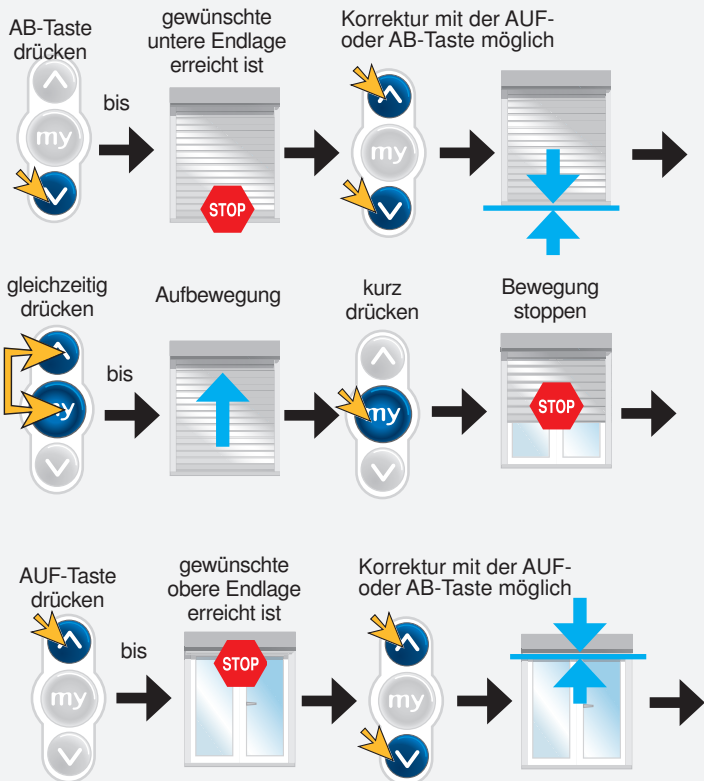 AB-Taste
drücken
bis
gewünschte
untere Endlage
erreicht ist
Korrektur mit der AUF-
oder AB-Taste möglich
my
STOP
my
gleichzeitig
drücken
bis
Aufbewegung
kurz
drücken
Bewegung
stoppen
my
my
STOP
AUF-Taste
drücken
bis
gewünschte
obere Endlage
erreicht ist
Korrektur mit der AUF-
oder AB-Taste möglich
my
STOP
my